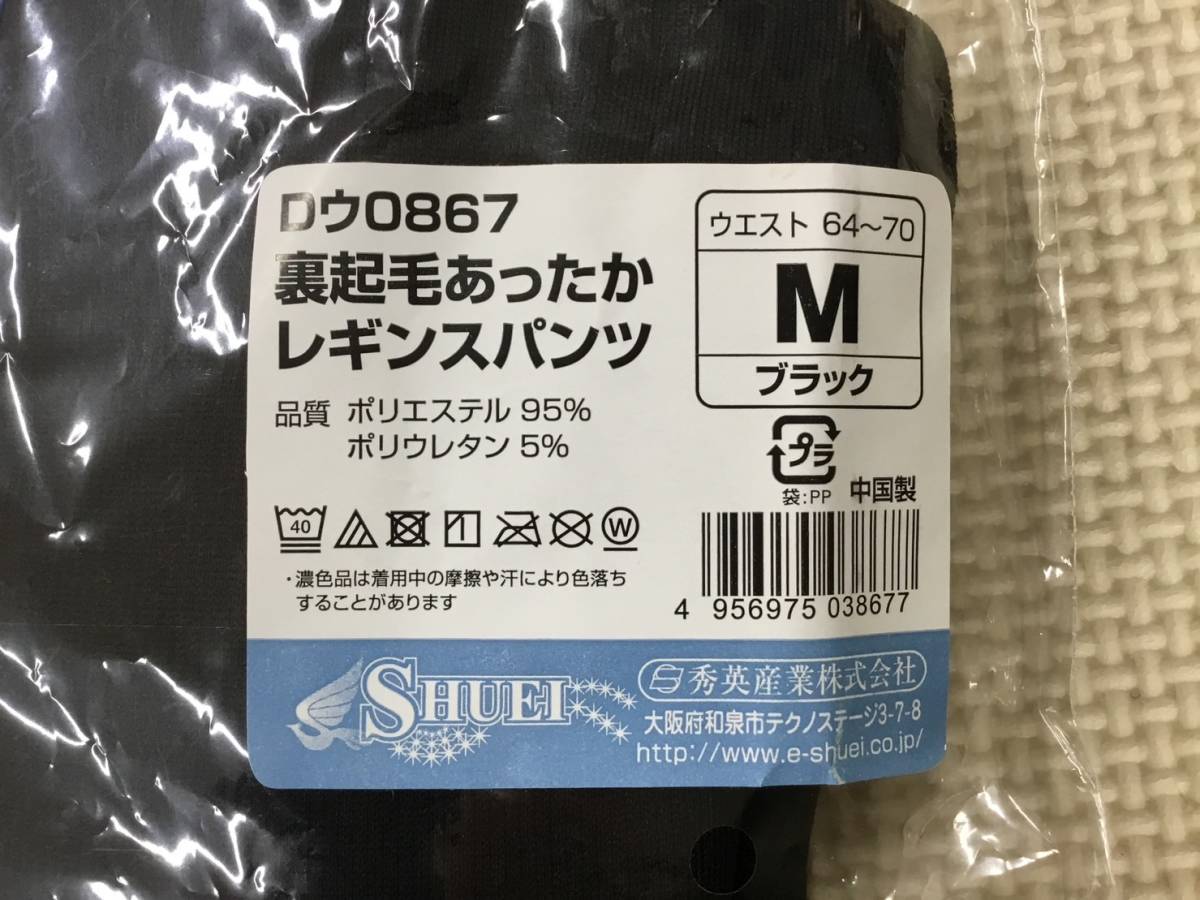 Dウ0867
裏起毛あったか
レギンスパンツ
品質 ポリエステル 95%
ポリウレタン 5%
ウエスト 64～70
M
ブラック
プラ
袋:PP 中国製
40
1
W
・濃色品は着用中の摩擦や汗により色落ち
することがあります
4 956975 038677
SHUEI
秀英産業株式会社
大阪府和泉市テクノステージ3-7-8
http://www.e-shuei.co.jp/